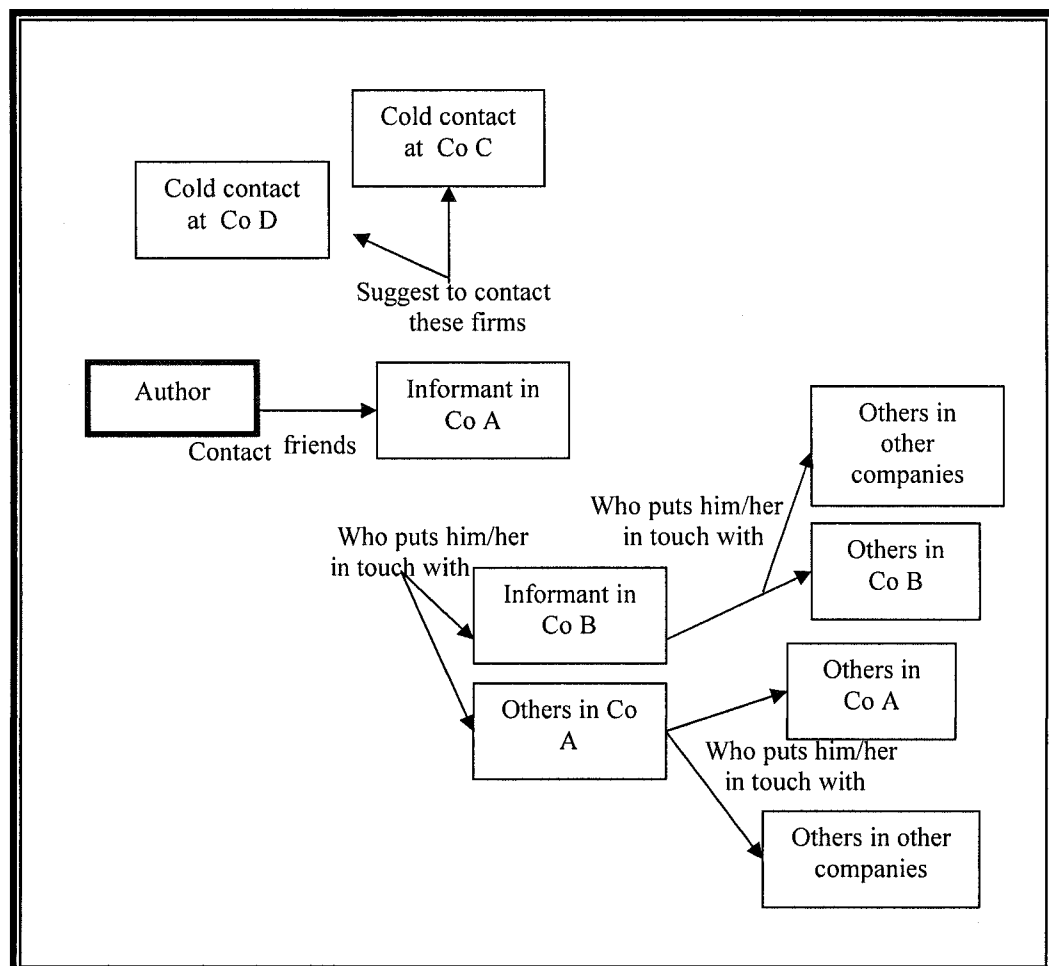 Cold contact
at Co C
Cold contact
at Co D
Suggest to contact
these firms
Author
Informant in
Co A
Contact friends
Others in
other
companies
Who puts him/her
in touch with
Who puts him/her
in touch with
Others in
Co B
Informant in
Co B
Others in
Co A
Others in Co
A
Who puts him/her
in touch with
Others in other
companies